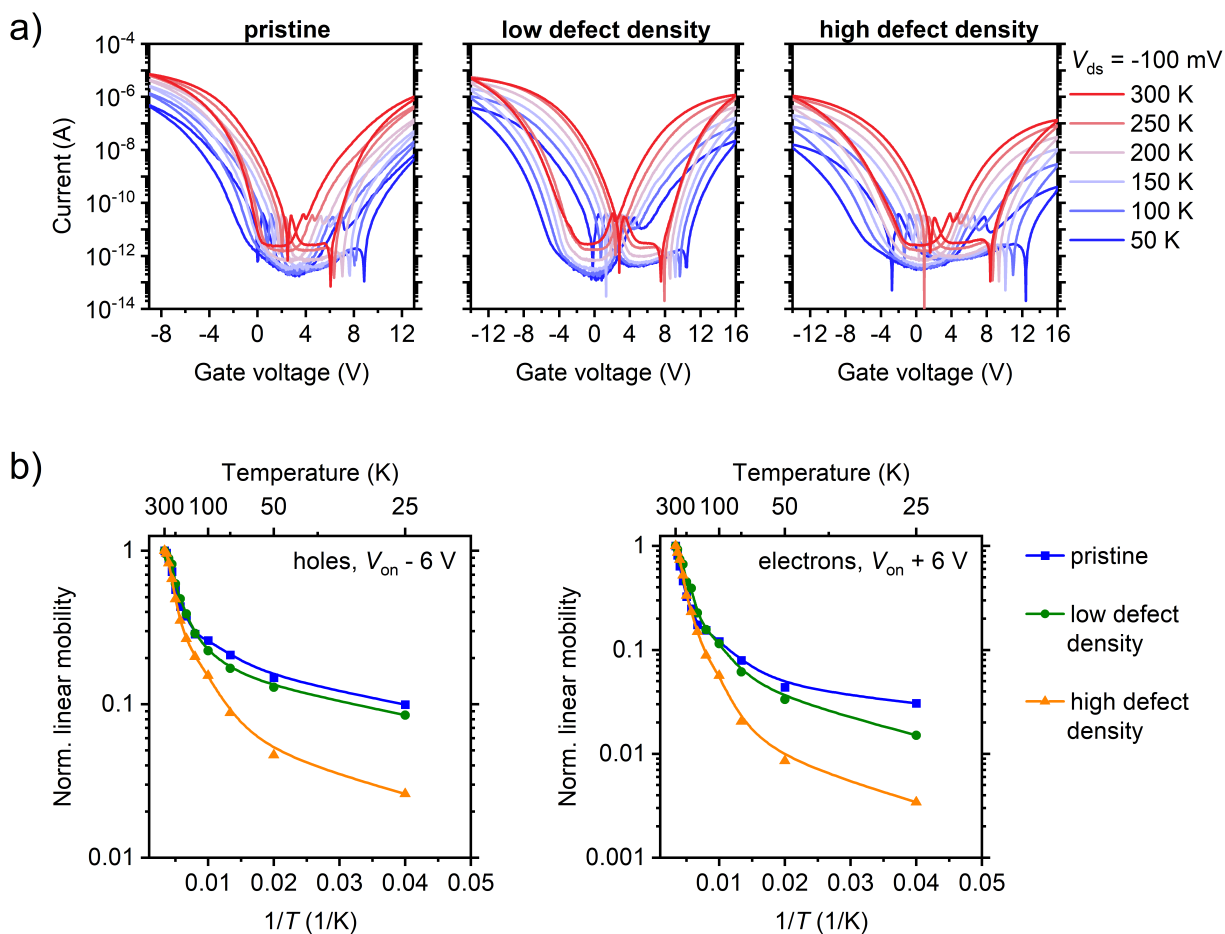 a)
pristine
low defect density
high defect density
10⁻⁴
10⁻⁶
10⁻⁸
10⁻¹⁰
10⁻¹²
10⁻¹⁴
Current (A)
-8 -4 0 4 8 12
-12 -8 -4 0 4 8 12 16
-12 -8 -4 0 4 8 12 16
Gate voltage (V)
Gate voltage (V)
Gate voltage (V)
Vds = -100 mV
300 K
250 K
200 K
150 K
100 K
50 K
b)
Temperature (K)
300 100 50 25
holes, Von - 6 V
1
0.1
0.01
Norm. linear mobility
0.01 0.02 0.03 0.04 0.05
1/T (1/K)
Temperature (K)
300 100 50 25
electrons, Von + 6 V
1
0.1
0.01
0.001
Norm. linear mobility
0.01 0.02 0.03 0.04 0.05
1/T (1/K)
pristine
low defect
density
high defect
density